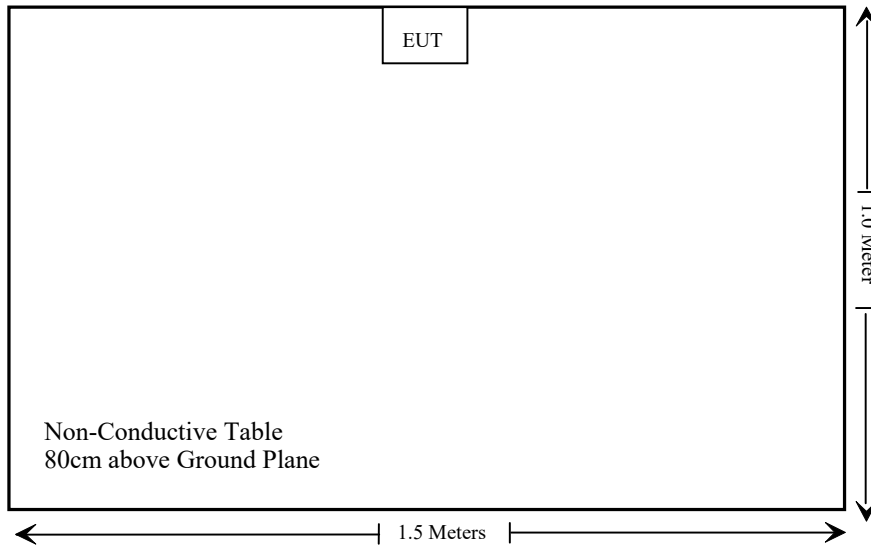 EUT
1.0 Meter
Non-Conductive Table
80cm above Ground Plane
1.5 Meters